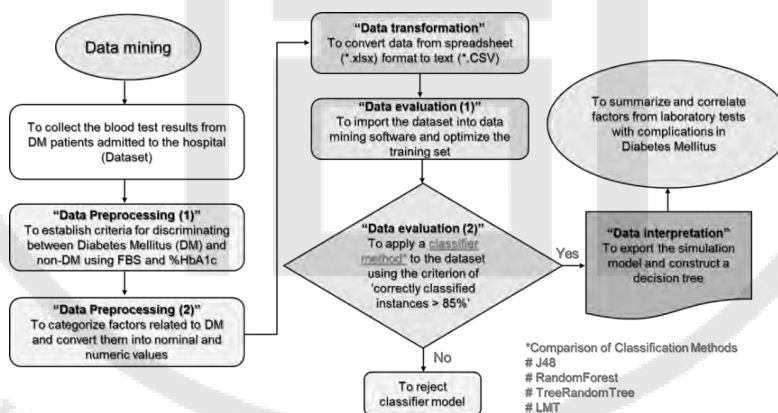 Data mining
To collect the blood test results from
DM patients admitted to the hospital
(Dataset)
“Data Preprocessing (1)”
To establish criteria for discriminating
between Diabetes Mellitus (DM) and
non-DM using FBS and %HbA1c
“Data Preprocessing (2)”
To categorize factors related to DM
and convert them into nominal and
numeric values
“Data transformation”
To convert data from spreadsheet
(*.xlsx) format to text (*.CSV)
“Data evaluation (1)”
To import the dataset into data
mining software and optimize the
training set
“Data evaluation (2)”
To apply a classifier
method* to the dataset
using the criterion of
‘correctly classified
instances > 85%’
Yes
No
To reject
classifier model
“Data interpretation”
To export the simulation
model and construct a
decision tree
To summarize and correlate
factors from laboratory tests
with complications in
Diabetes Mellitus
*Comparison of Classification Methods
# J48
# RandomForest
# TreeRandomTree
# LMT